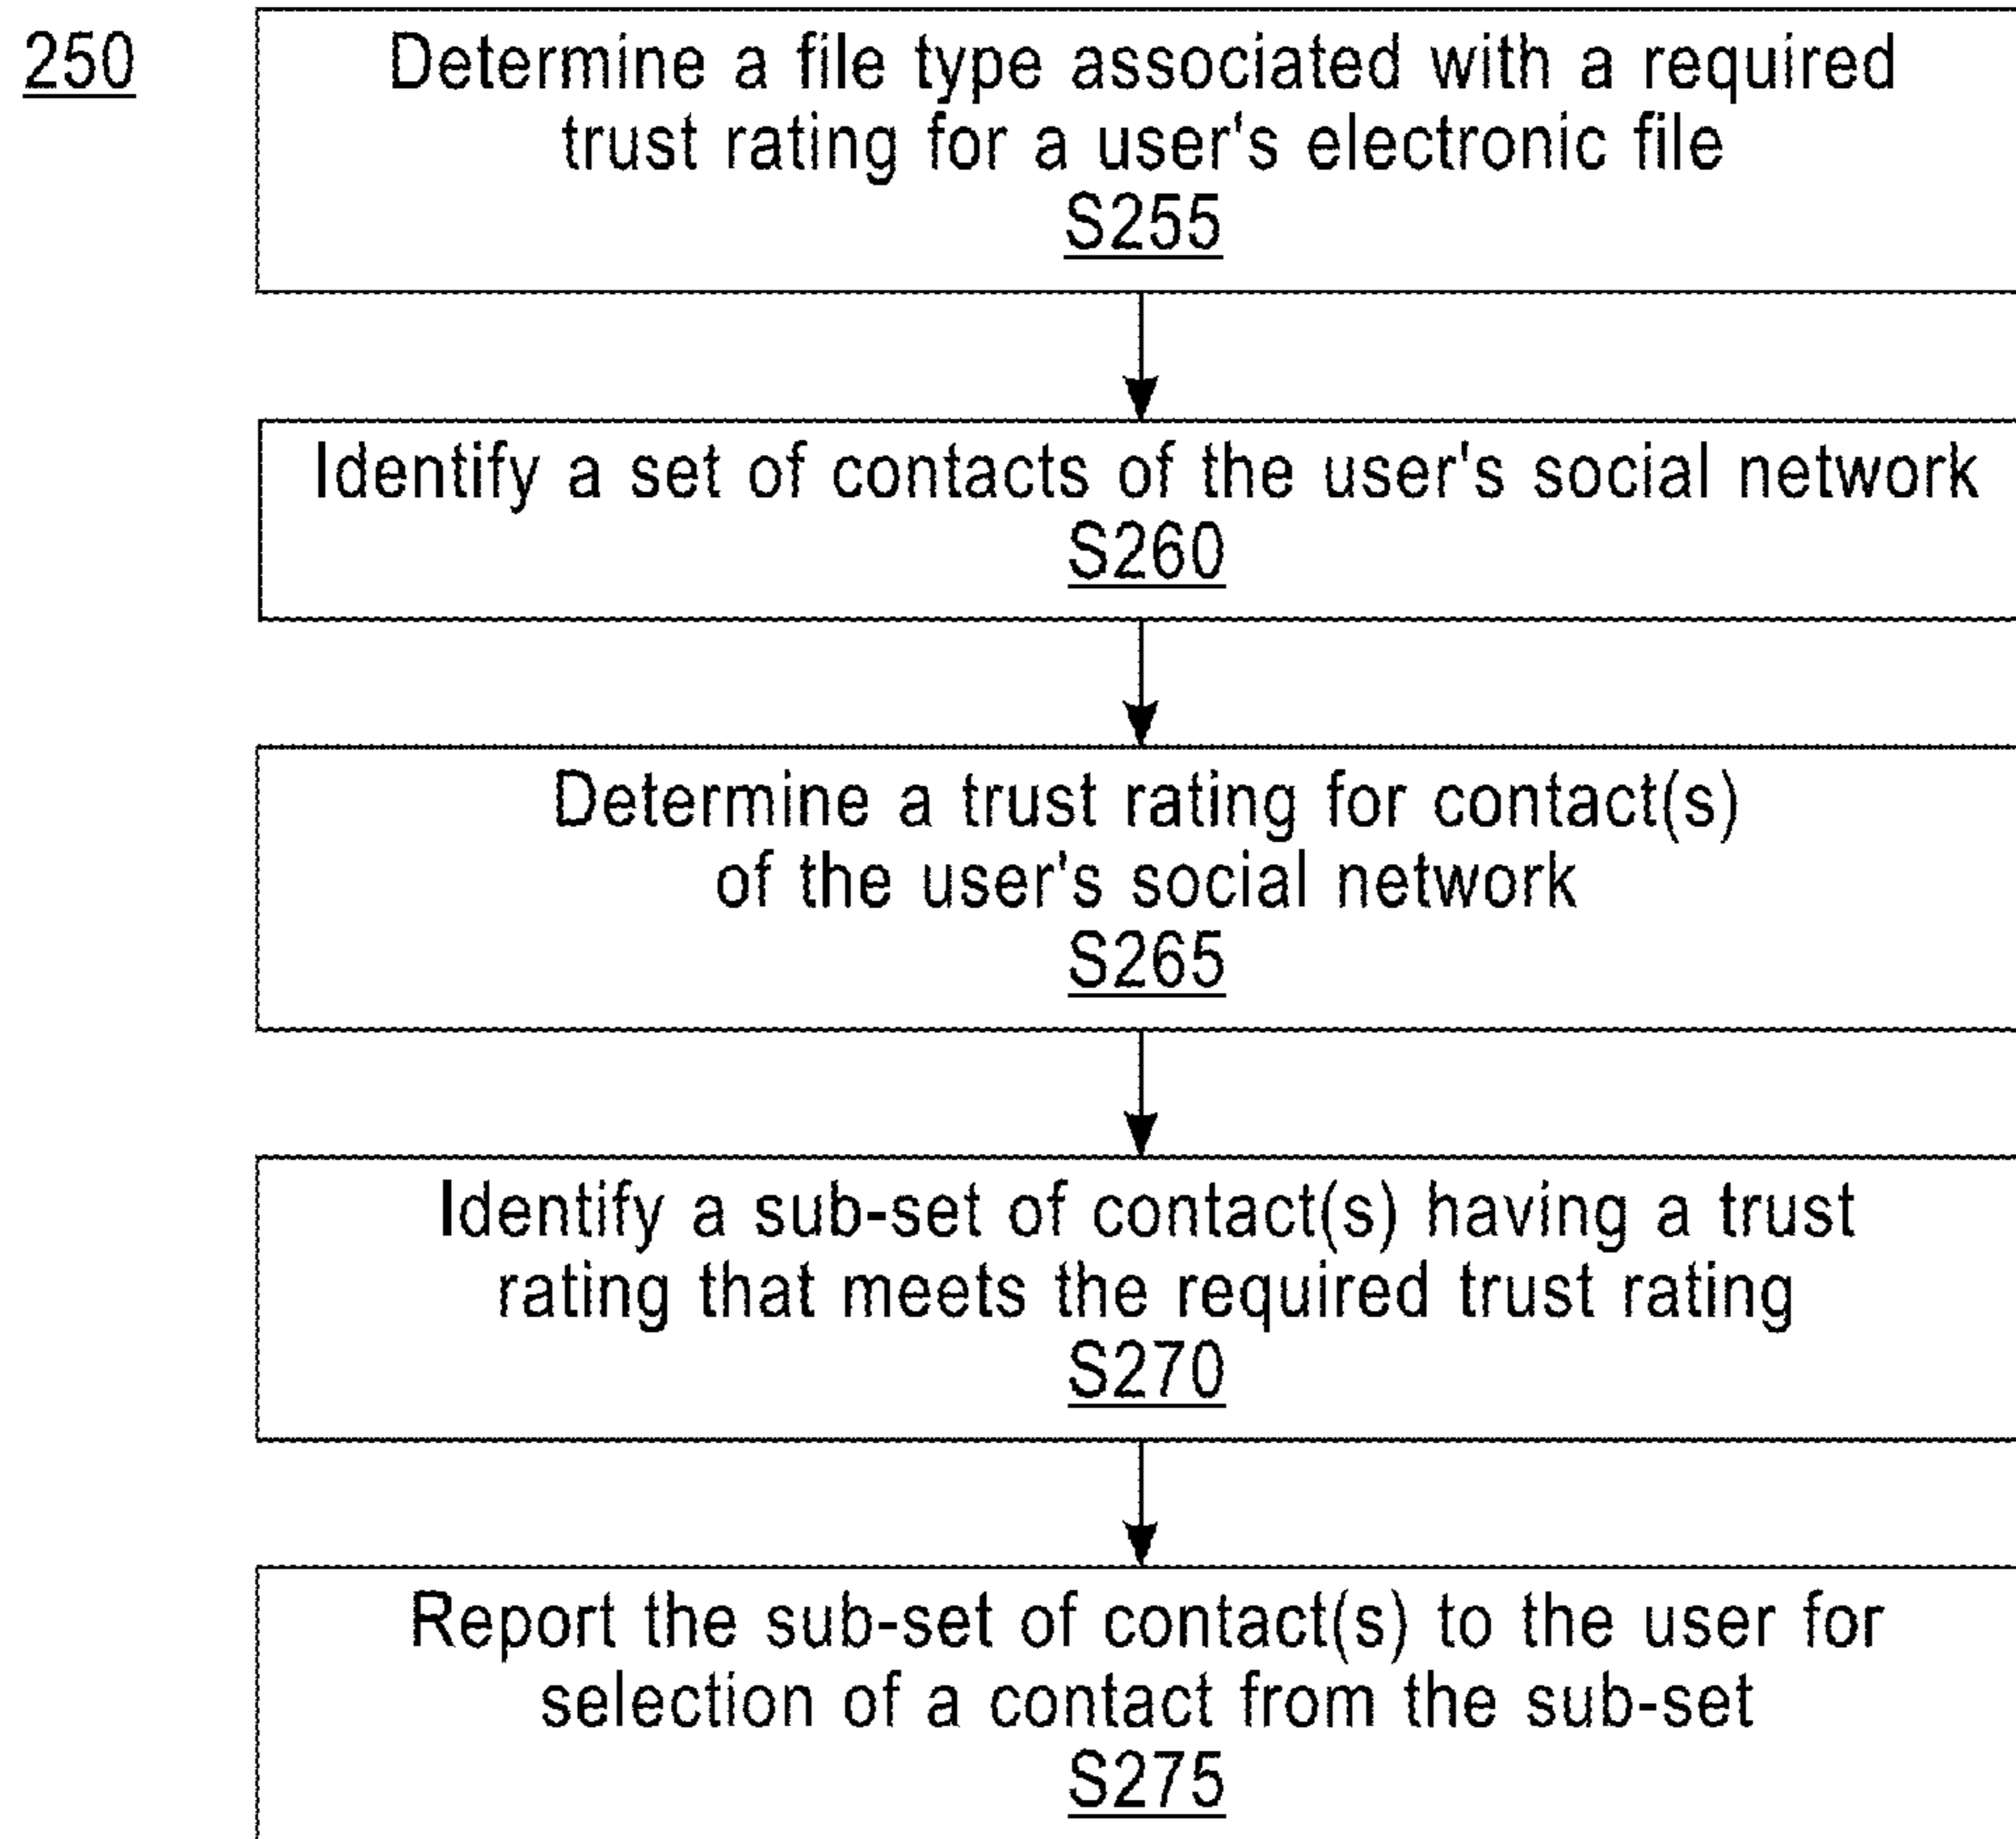 250
Determine a file type associated with a required
trust rating for a user's electronic file
S255
Identify a set of contacts of the user's social network
S260
Determine a trust rating for contact(s)
of the user's social network
S265
Identify a sub-set of contact(s) having a trust
rating that meets the required trust rating
S270
Report the sub-set of contact(s) to the user for
selection of a contact from the sub-set
S275